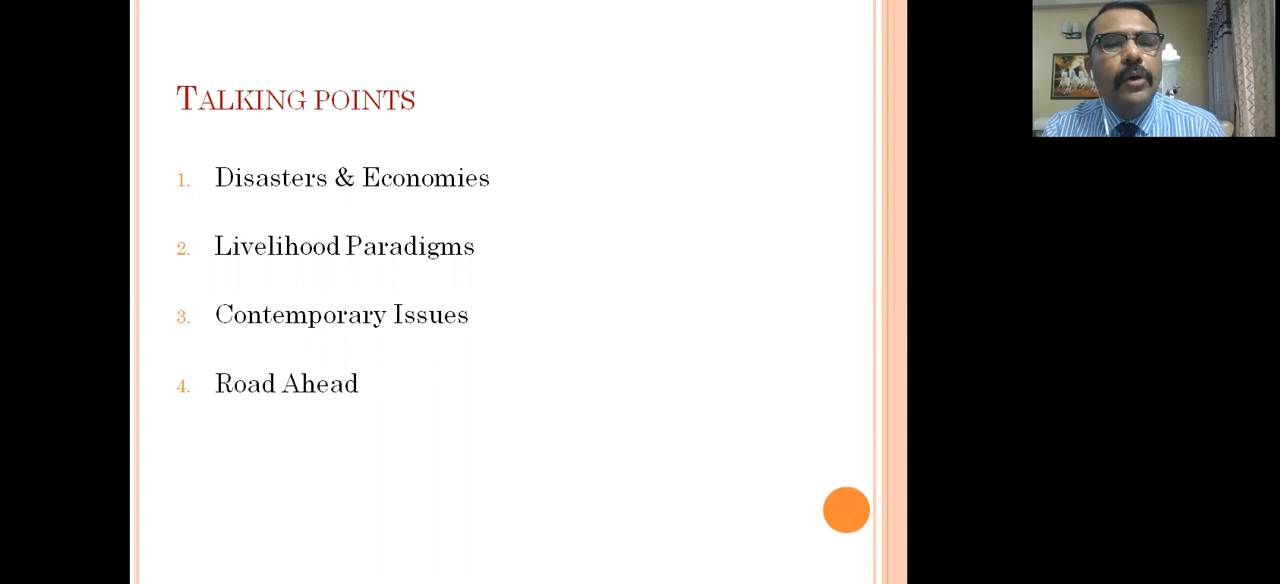 TALKING POINTS
1. Disasters & Economies
2. Livelihood Paradigms
3. Contemporary Issues
4. Road Ahead